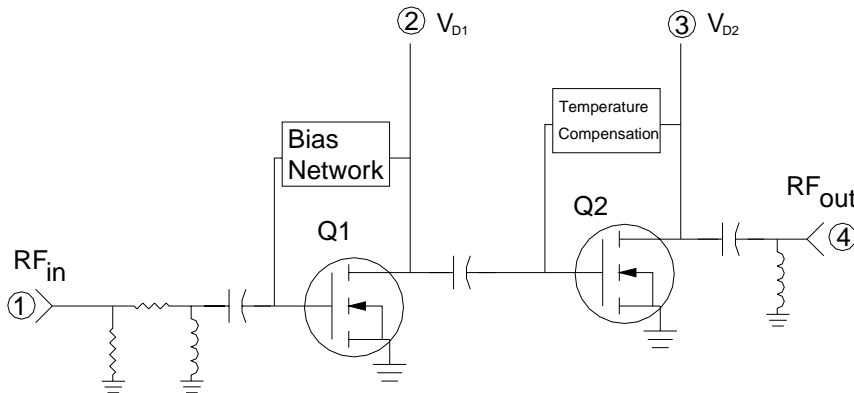 ② V_D1
③ V_D2
Bias
Network
Temperature
Compensation
Q1
Q2
RF_in
①
RF_out
④